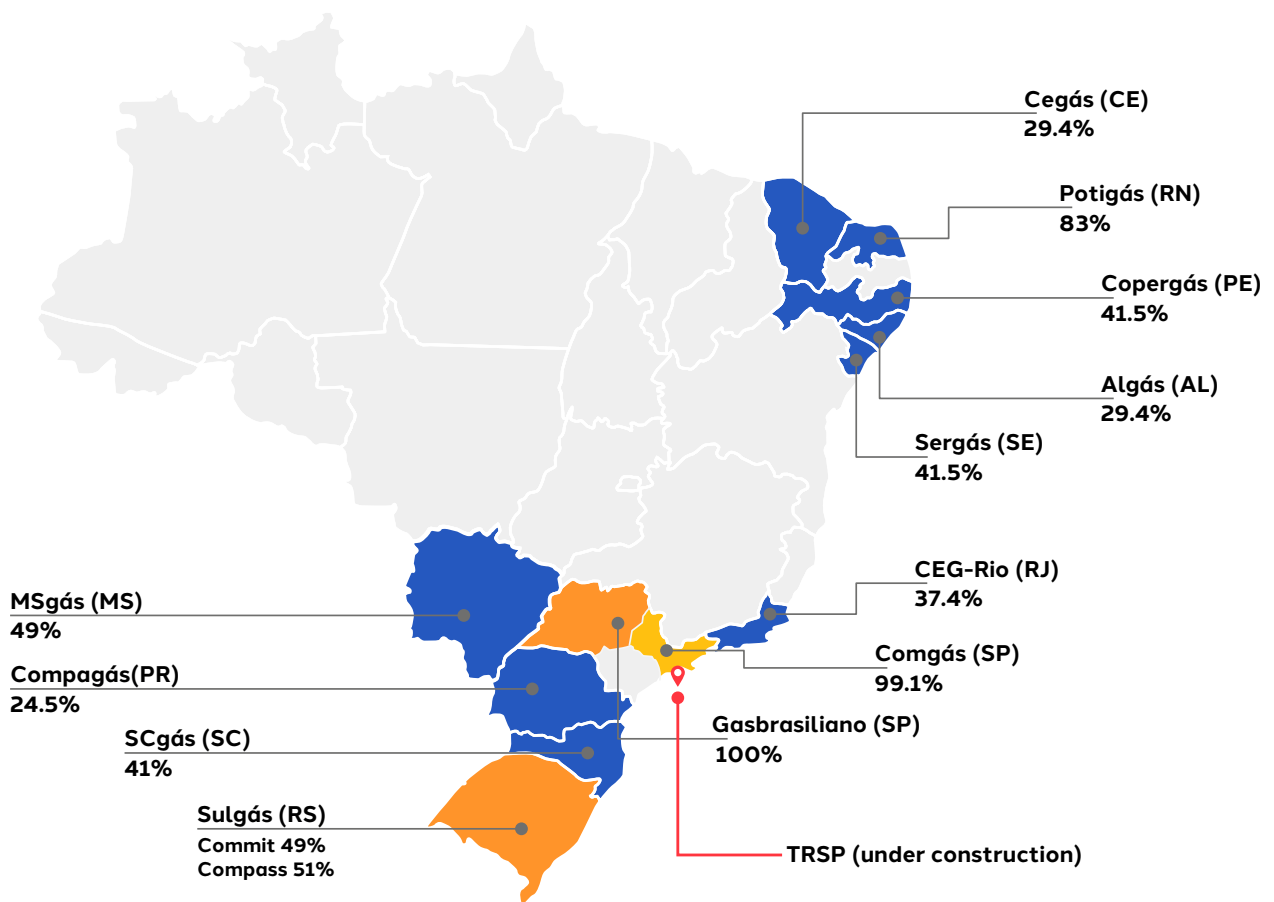 Cegás (CE)
29.4%
Potigás (RN)
83%
Copergás (PE)
41.5%
Algás (AL)
29.4%
Sergás (SE)
41.5%
CEG-Rio (RJ)
37.4%
MSgás (MS)
49%
Comgás (SP)
99.1%
Compagás(PR)
24.5%
Gasbrasiliano (SP)
100%
SCgás (SC)
41%
Sulgás (RS)
Commit 49%
Compass 51%
TRSP (under construction)